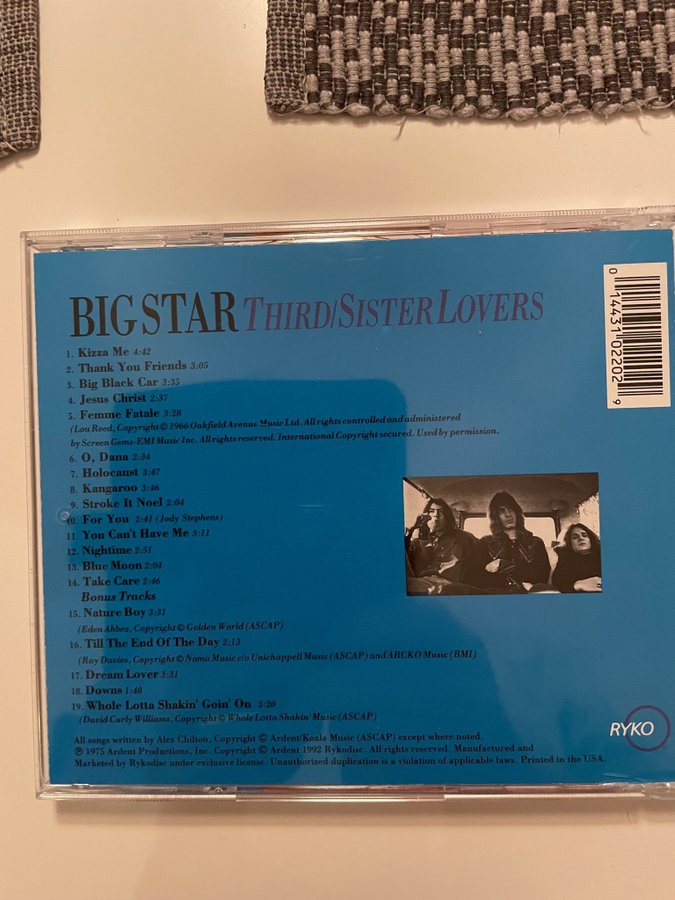 BIG STAR THIRD/SISTER LOVERS
1. Kizza Me 4:42
2. Thank You Friends 3:05
3. Big Black Car 3:35
4. Jesus Christ 2:37
5. Femme Fatale 3:28
(Lou Reed, Copyright © 1966 Oakfield Avenue Music Ltd. All rights controlled and administered
by Screen Gems-EMI Music Inc. All rights reserved. International Copyright secured. Used by permission.
6. O, Dana 2:34
7. Holocaust 3:47
8. Kangaroo 3:46
9. Stroke It Noel 2:04
10. For You 2:41 (Jody Stephens)
11. You Can't Have Me 3:11
12. Nightime 2:51
13. Blue Moon 2:04
14. Take Care 2:46
Bonus Tracks
15. Nature Boy 3:31
(Eden Ahbez, Copyright © Golden World (ASCAP)
16. Till The End Of The Day 2:13
(Ray Davies, Copyright © Noma Music c/o Unichappell Music (ASCAP) and ABCKO Music (BMI)
17. Dream Lover 3:31
18. Downs 1:48
19. Whole Lotta Shakin' Goin' On 3:20
(David Curly Williams, Copyright © Whole Lotta Shakin' Music (ASCAP)
All songs written by Alex Chilton, Copyright © Ardent/Koala Music (ASCAP) except where noted.
℗ 1975 Ardent Productions, Inc. Copyright © Ardent 1992 Rykodisc. All rights reserved. Manufactured and
Marketed by Rykodisc under exclusive license. Unauthorized duplication is a violation of applicable laws. Printed in the USA.
0 14431 02202 9
RYKO